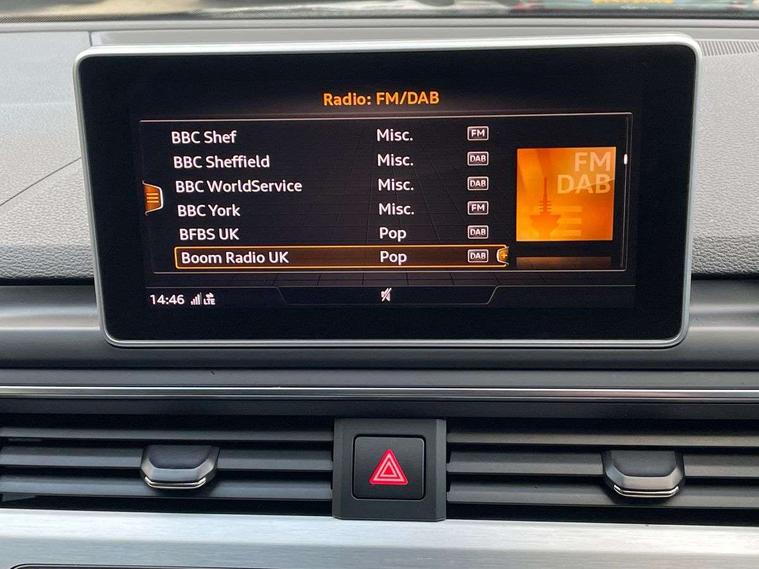 Radio: FM/DAB
BBC Shef Misc. FM
BBC Sheffield Misc. DAB
BBC WorldService Misc. DAB
BBC York Misc. FM
BFBS UK Pop DAB
Boom Radio UK Pop DAB
FM
DAB
14:46 LTE